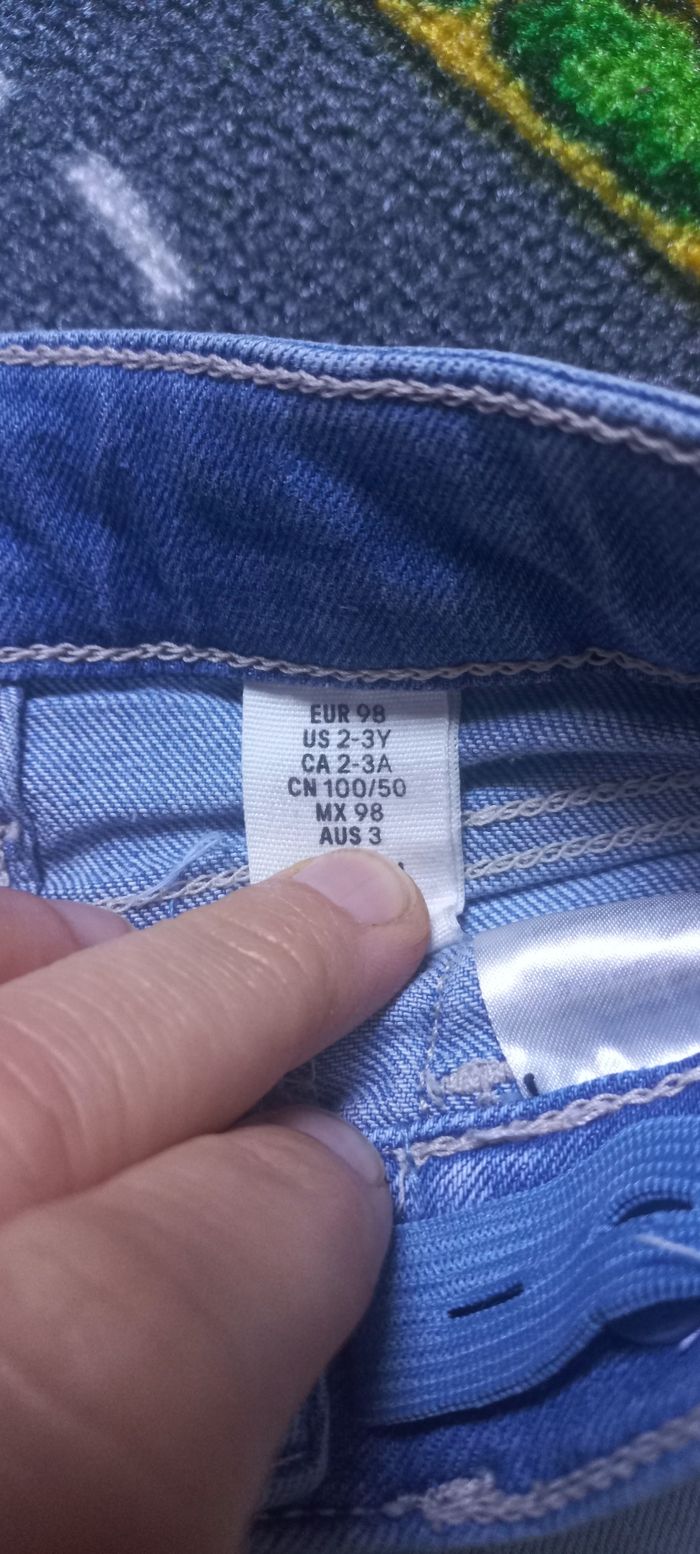 EUR 98
US 2-3Y
CA 2-3A
CN 100/50
MX 98
AUS 3